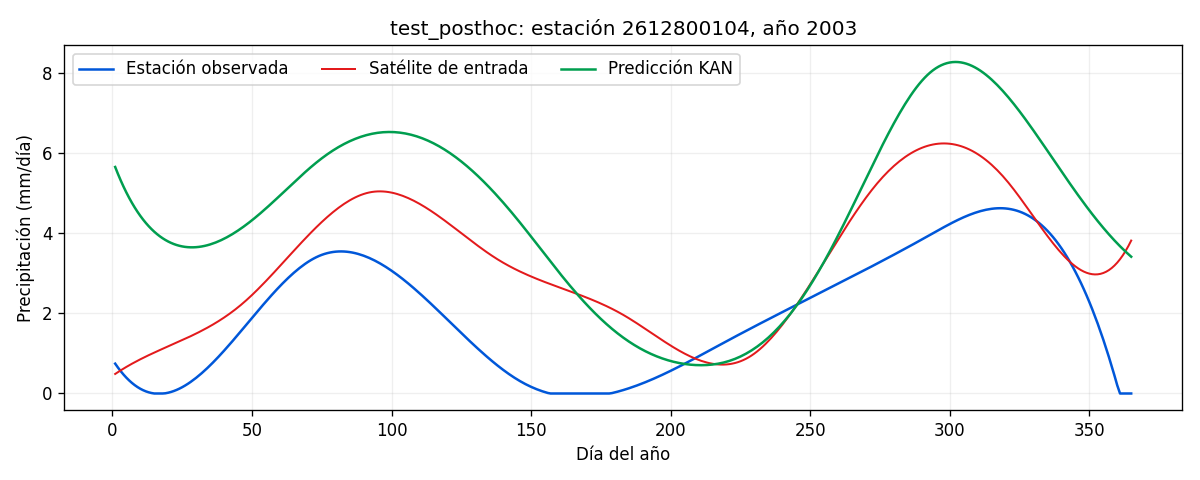 test_posthoc: estación 2612800104, año 2003
Estación observada
Satélite de entrada
Predicción KAN
Precipitación (mm/día)
8
6
4
2
0
0 50 100 150 200 250 300 350
Día del año